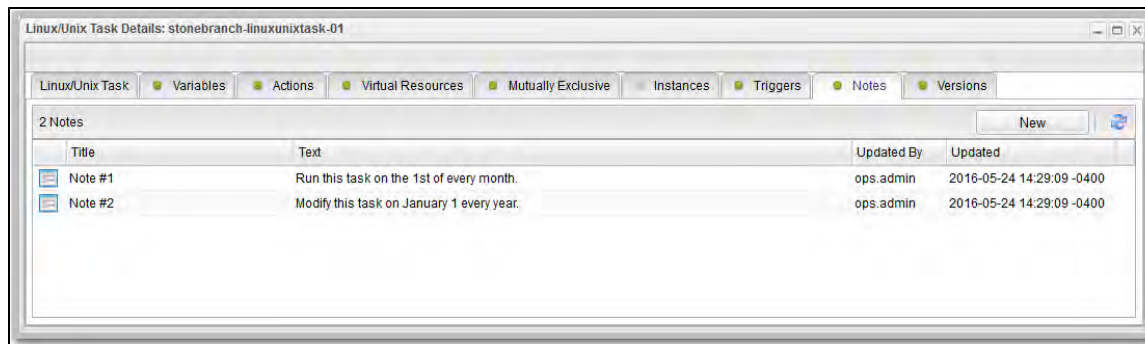 Linux/Unix Task Details: stonebranch-linuxunixtask-01
Linux/Unix Task Variables Actions Virtual Resources Mutually Exclusive Instances Triggers Notes Versions
2 Notes New
Title Text Updated By Updated
Note #1 Run this task on the 1st of every month. ops.admin 2016-05-24 14:29:09 -0400
Note #2 Modify this task on January 1 every year. ops.admin 2016-05-24 14:29:09 -0400